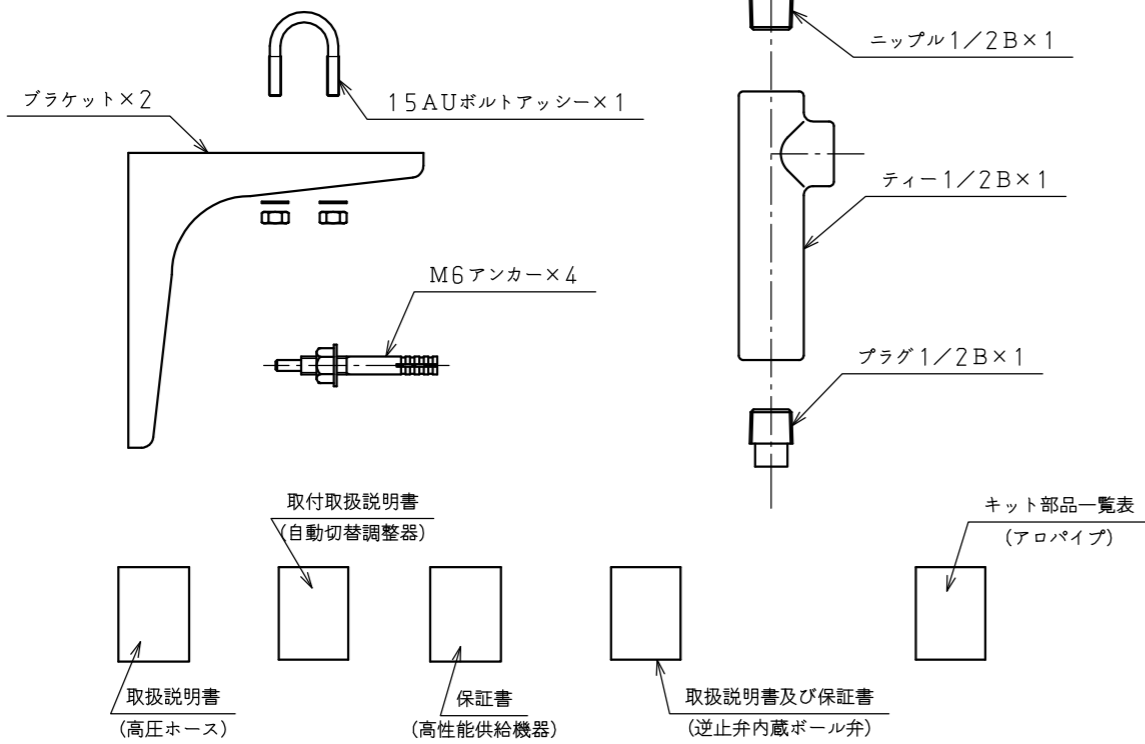 ニップル1/2B×1
ブラケット×2
15AUボルトアッシー×1
ティー1/2B×1
M6アンカー×4
プラグ1/2B×1
取付取扱説明書
(自動切替調整器)
キット部品一覧表
(アロパイプ)
取扱説明書
(高圧ホース)
保証書
(高性能供給機器)
取扱説明書及び保証書
(逆止弁内蔵ボール弁)